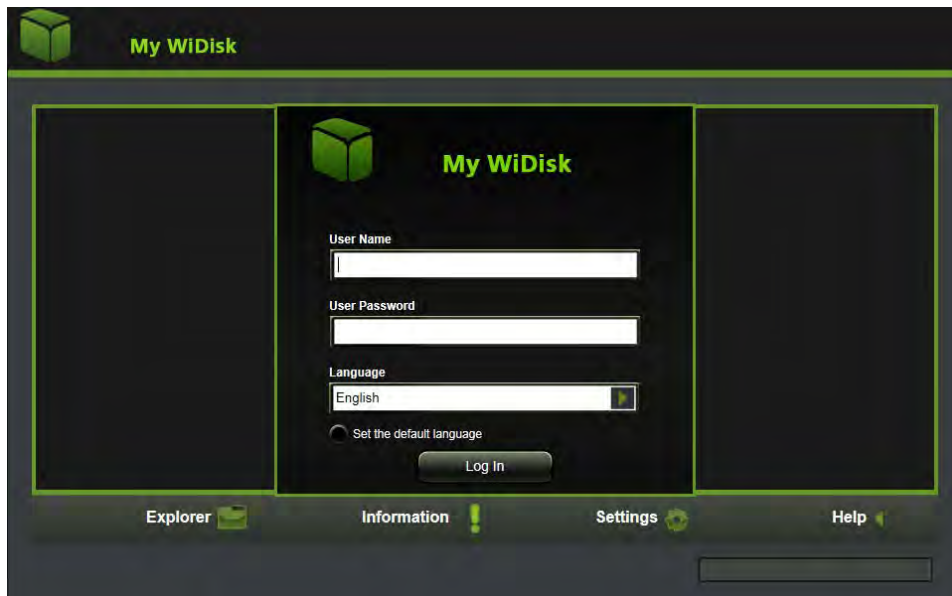 My WiDisk
My WiDisk
User Name
User Password
Language
English
Set the default language
Log In
Explorer
Information
Settings
Help